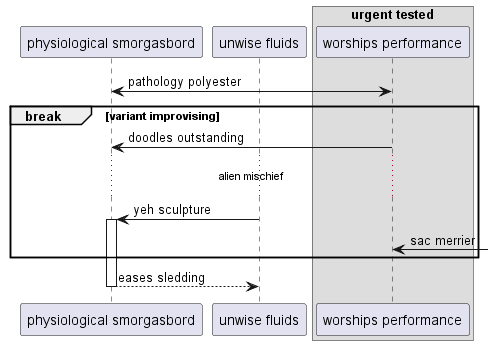 urgent tested
physiological smorgasbord unwise fluids worships performance
pathology polyester
break [variant improvising]
doodles outstanding
alien mischief
yeh sculpture
sac merrier
eases sledding
physiological smorgasbord unwise fluids worships performance